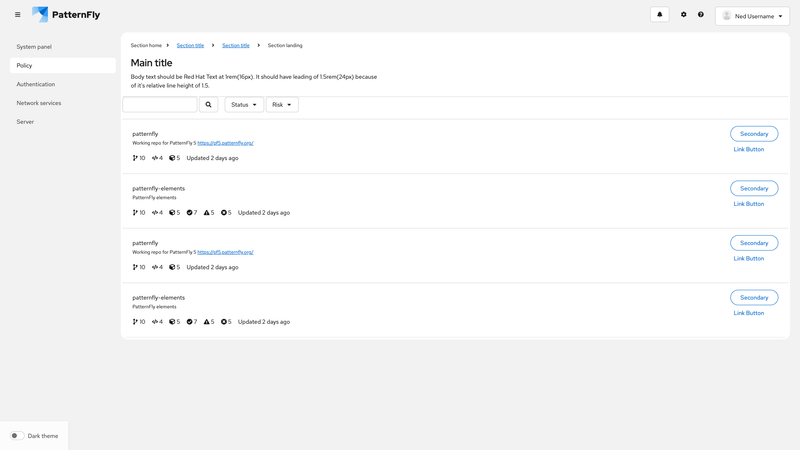 PatternFly
Ned Username
System panel
Policy
Authentication
Network services
Server
Section home Section title Section title Section landing
Main title
Body text should be Red Hat Text at 1rem(16px). It should have leading of 1.5rem(24px) because
of it's relative line height of 1.5.
Status Risk
patternfly
Working repo for PatternFly 5 https://pf5.patternfly.org/
10 4 5 Updated 2 days ago
Secondary
Link Button
patternfly-elements
PatternFly elements
10 4 5 7 5 5 Updated 2 days ago
Secondary
Link Button
patternfly
Working repo for PatternFly 5 https://pf5.patternfly.org/
10 4 5 Updated 2 days ago
Secondary
Link Button
patternfly-elements
PatternFly elements
10 4 5 7 5 5 Updated 2 days ago
Secondary
Link Button
Dark theme